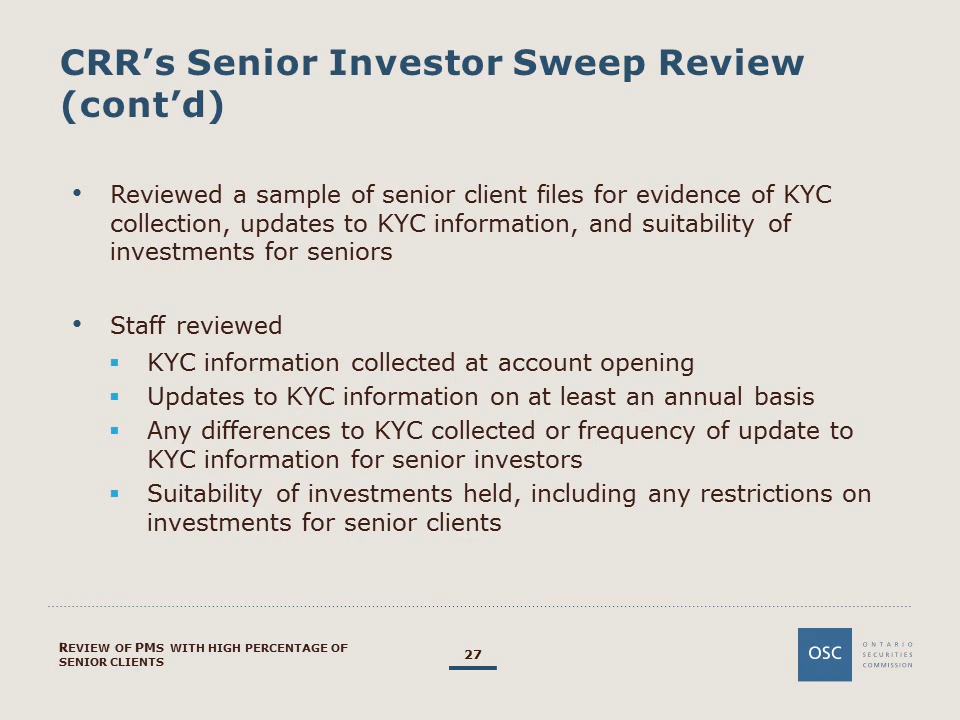 CRR’s Senior Investor Sweep Review
(cont’d)
• Reviewed a sample of senior client files for evidence of KYC
collection, updates to KYC information, and suitability of
investments for seniors
• Staff reviewed
▪ KYC information collected at account opening
▪ Updates to KYC information on at least an annual basis
▪ Any differences to KYC collected or frequency of update to
KYC information for senior investors
▪ Suitability of investments held, including any restrictions on
investments for senior clients
REVIEW OF PMS WITH HIGH PERCENTAGE OF
SENIOR CLIENTS
27
OSC
ONTARIO
SECURITIES
COMMISSION